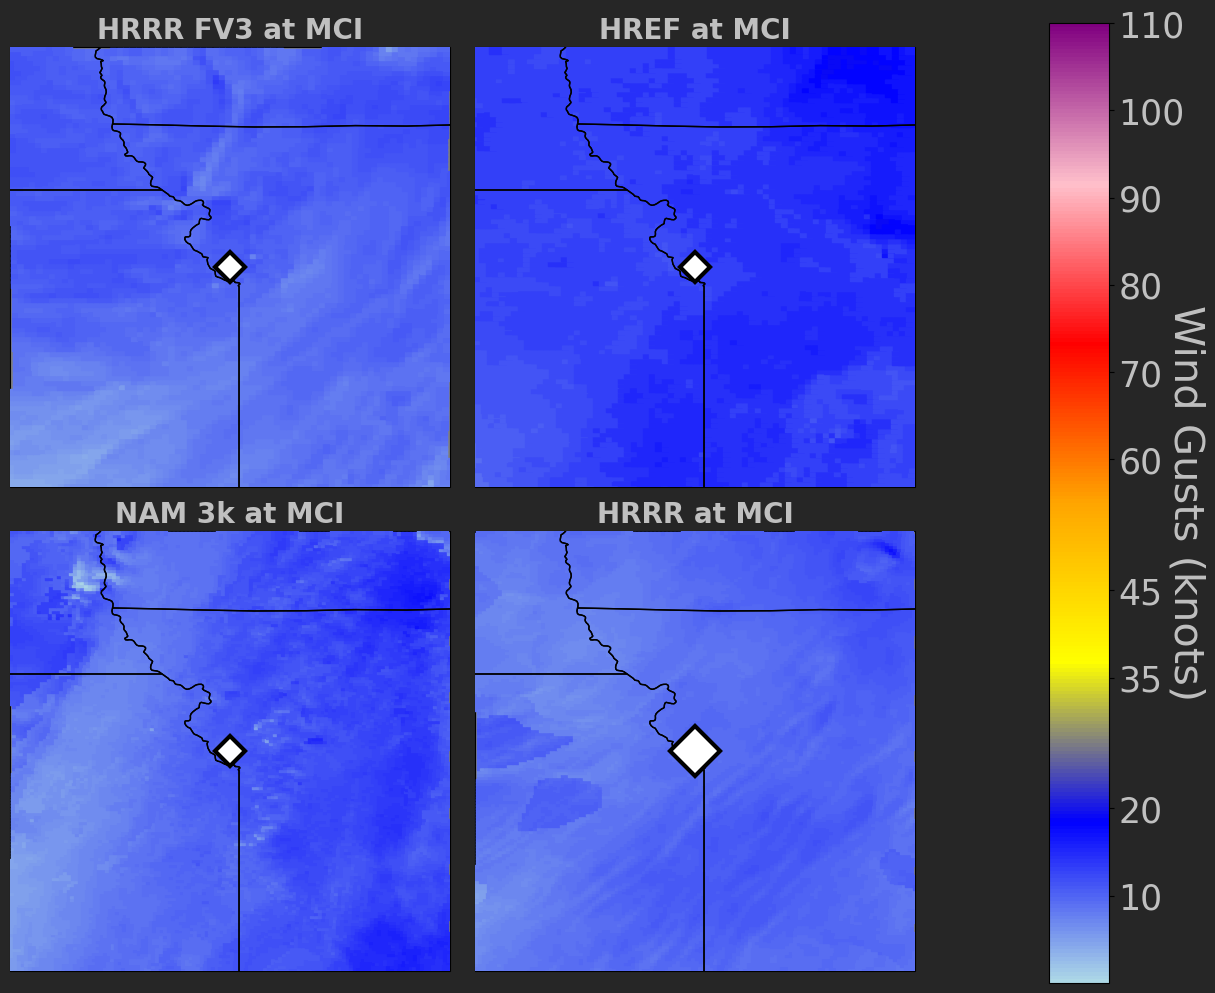 HRRR FV3 at MCI
HREF at MCI
NAM 3k at MCI
HRRR at MCI
110
100
90
80
70
60
45
35
20
10
Wind Gusts (knots)